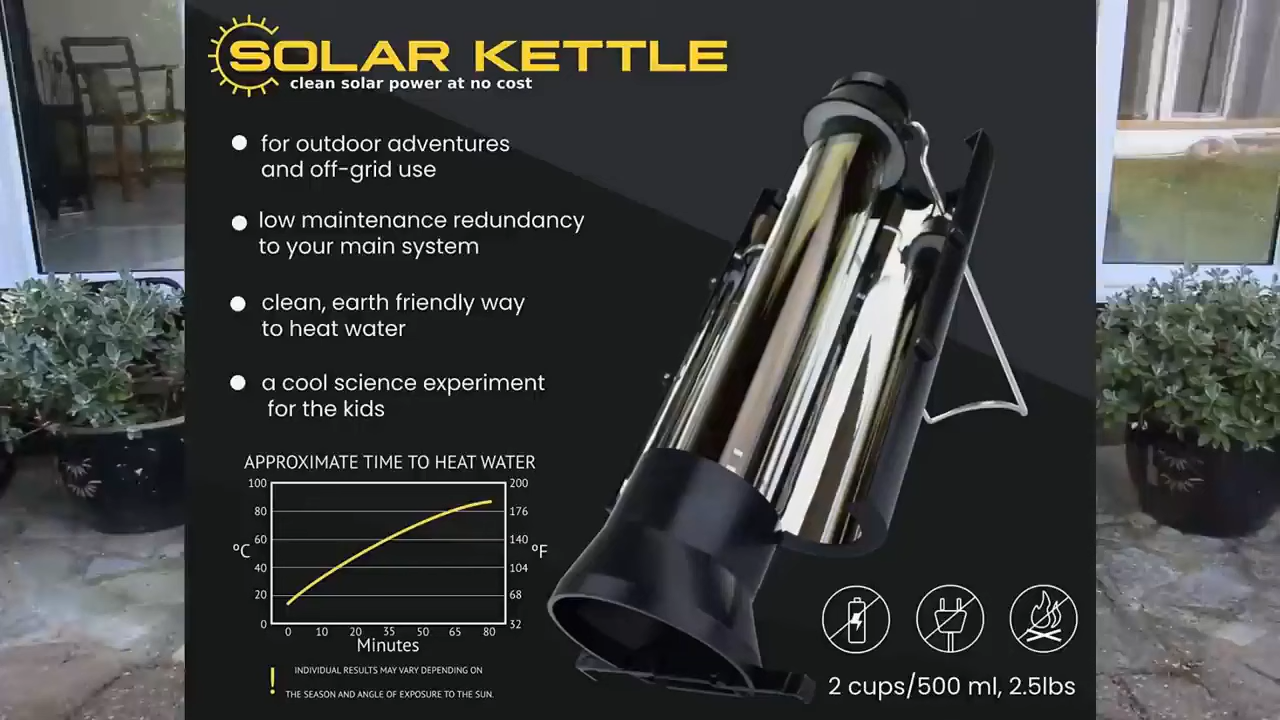 SOLAR KETTLE
clean solar power at no cost
for outdoor adventures
and off-grid use
low maintenance redundancy
to your main system
clean, earth friendly way
to heat water
a cool science experiment
for the kids
APPROXIMATE TIME TO HEAT WATER
100 200
80 176
60 140
ºC ºF
40 104
20 68
0 32
0 10 20 35 50 65 80
Minutes
! INDIVIDUAL RESULTS MAY VARY DEPENDING ON
THE SEASON AND ANGLE OF EXPOSURE TO THE SUN.
2 cups/500 ml, 2.5lbs